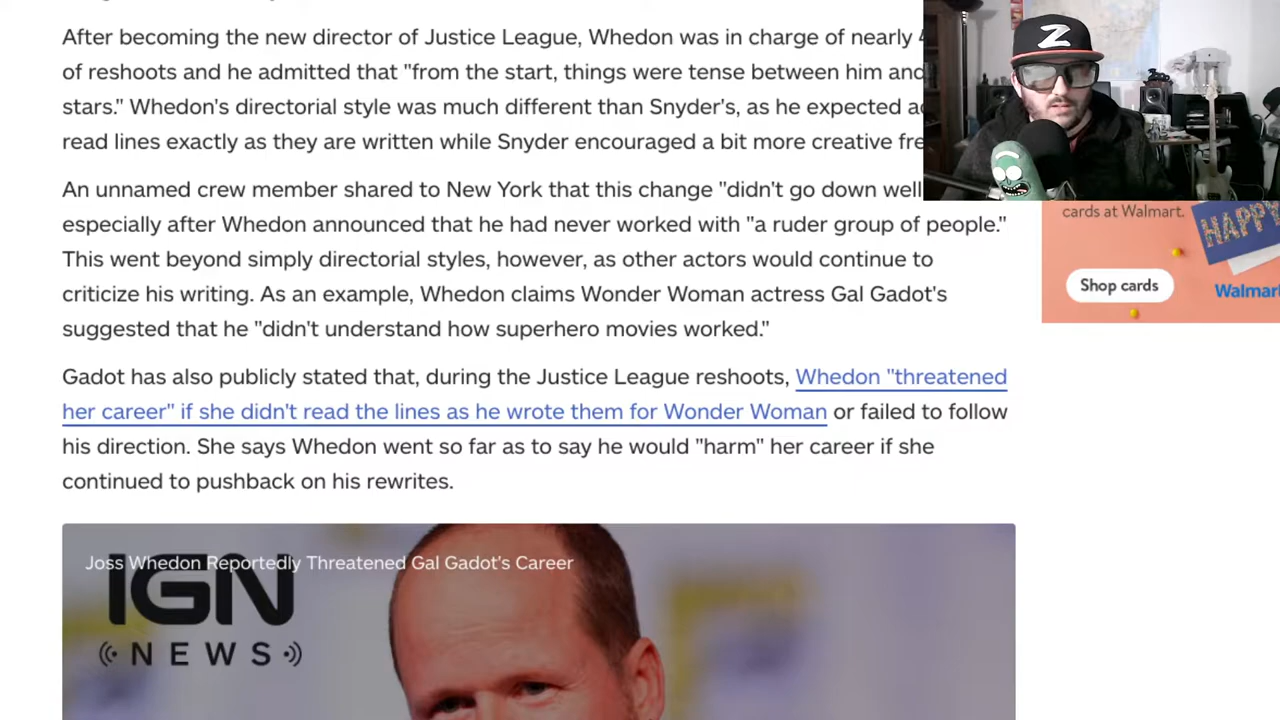 After becoming the new director of Justice League, Whedon was in charge of nearly
of reshoots and he admitted that "from the start, things were tense between him and
stars." Whedon's directorial style was much different than Snyder's, as he expected
read lines exactly as they are written while Snyder encouraged a bit more creative
An unnamed crew member shared to New York that this change "didn't go down well
especially after Whedon announced that he had never worked with "a ruder group of people."
This went beyond simply directorial styles, however, as other actors would continue to
criticize his writing. As an example, Whedon claims Wonder Woman actress Gal Gadot's
suggested that he "didn't understand how superhero movies worked."
Gadot has also publicly stated that, during the Justice League reshoots, Whedon "threatened
her career" if she didn't read the lines as he wrote them for Wonder Woman or failed to follow
his direction. She says Whedon went so far as to say he would "harm" her career if she
continued to pushback on his rewrites.
Joss Whedon Reportedly Threatened Gal Gadot's Career
IGN
NEWS
Z
cards at Walmart.
HAPPY
Shop cards
Walmart